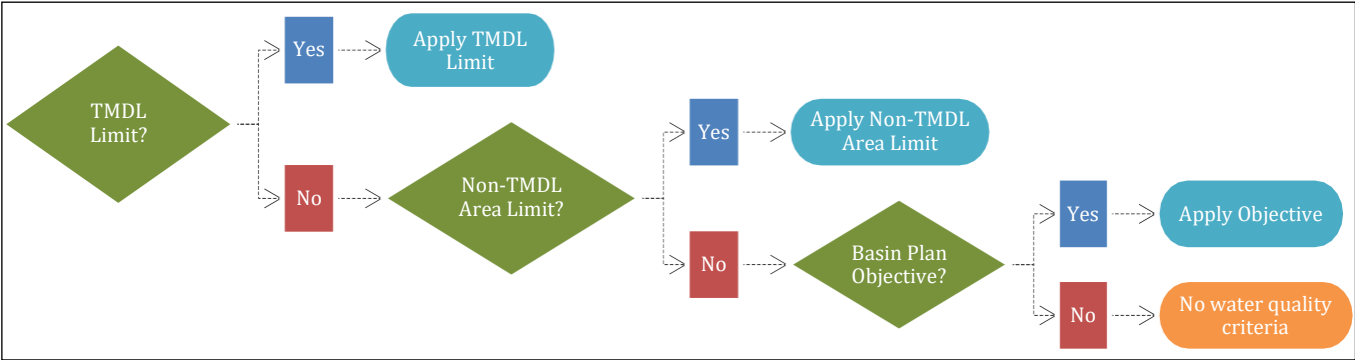 TMDL
Limit?
Yes
Apply TMDL
Limit
No
Non-TMDL
Area Limit?
Yes
Apply Non-TMDL
Area Limit
No
Basin Plan
Objective?
Yes
Apply Objective
No
No water quality
criteria